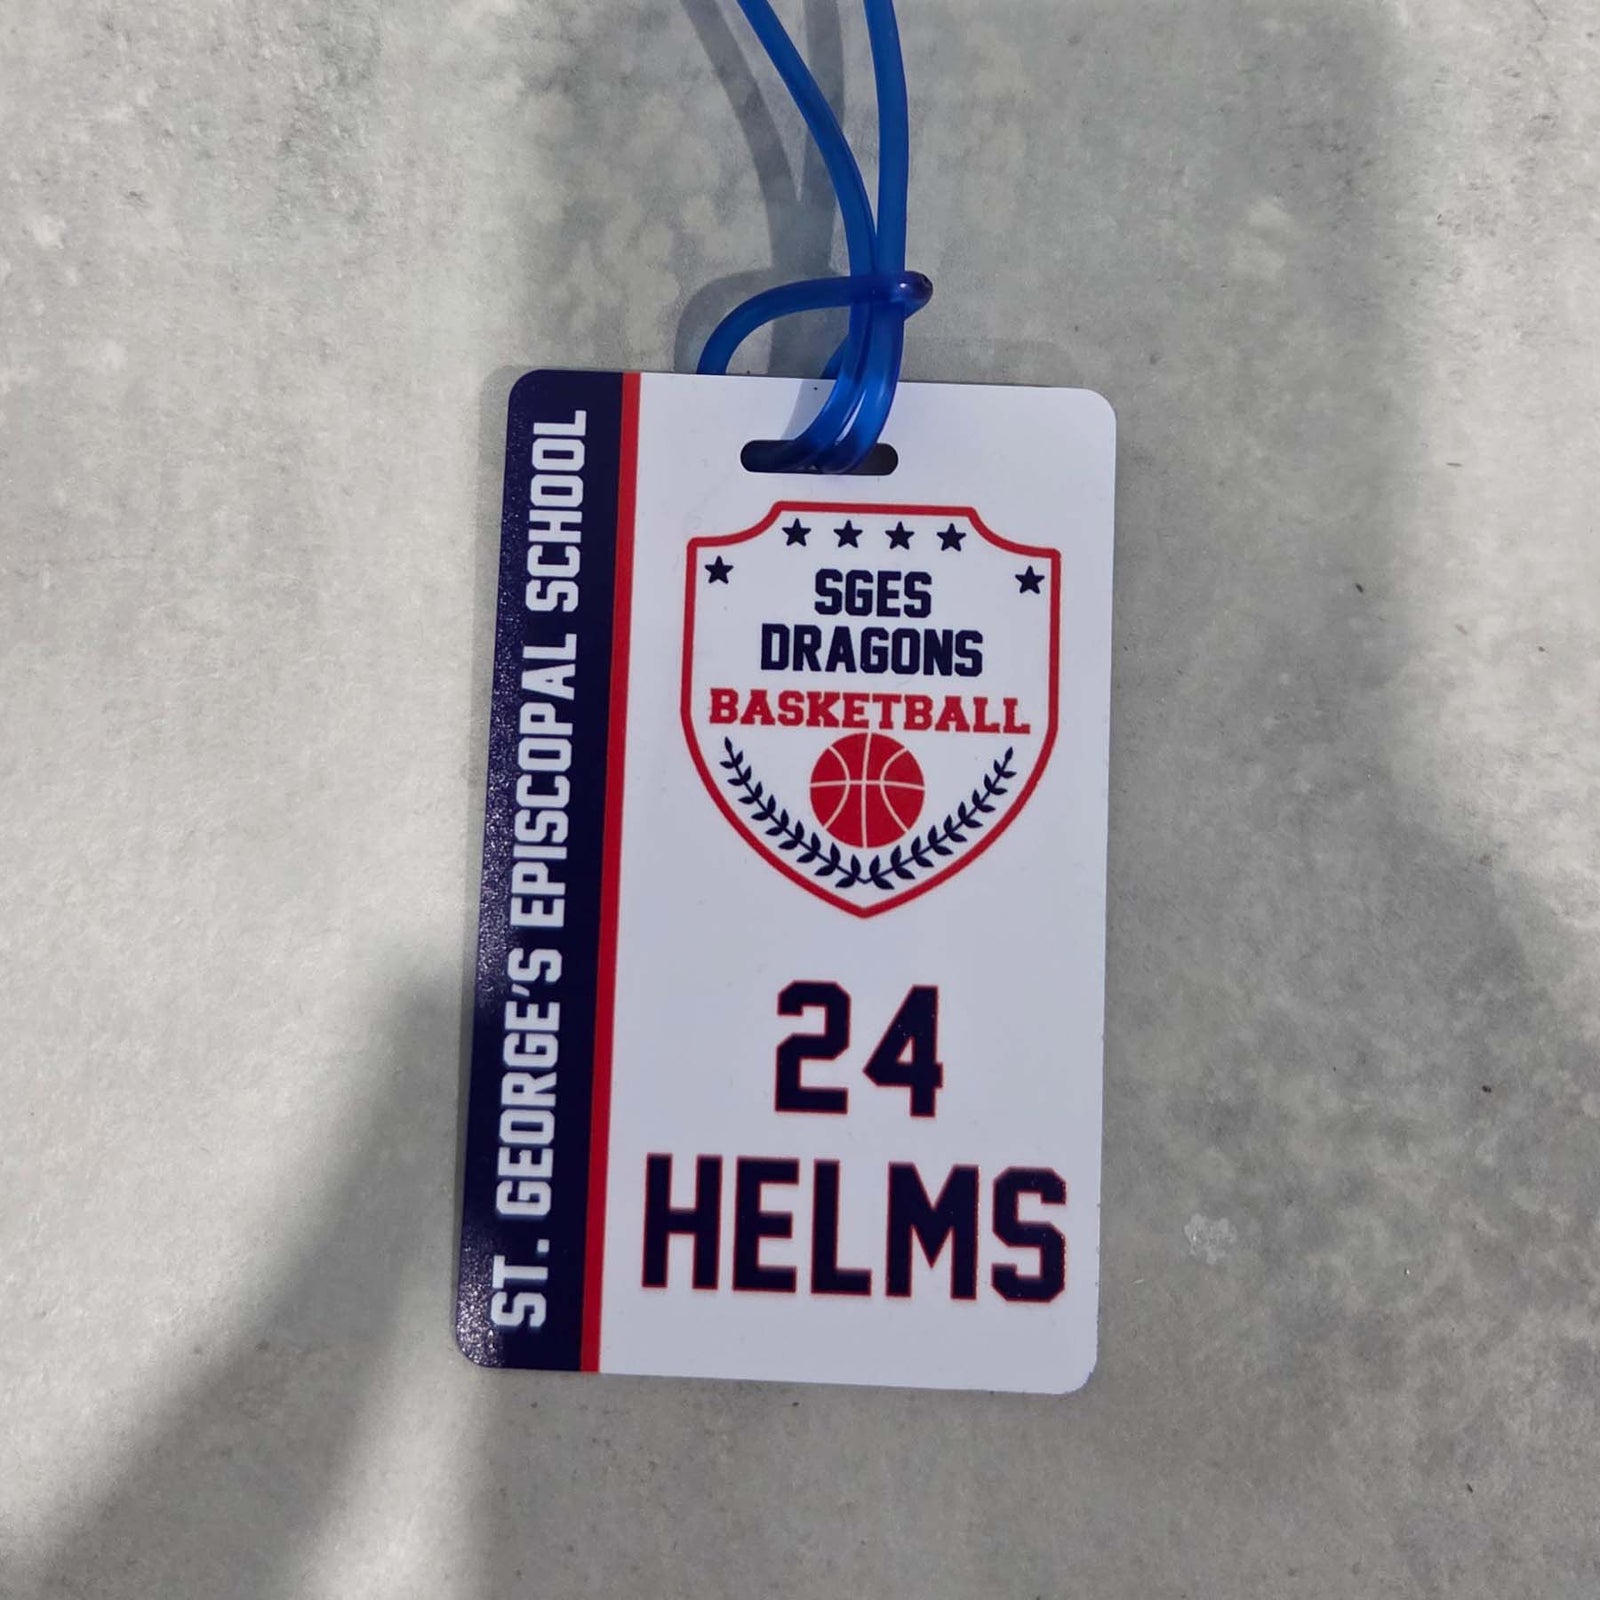 ST. GEORGE'S EPISCOPAL SCHOOL
SGES
DRAGONS
BASKETBALL
24
HELMS